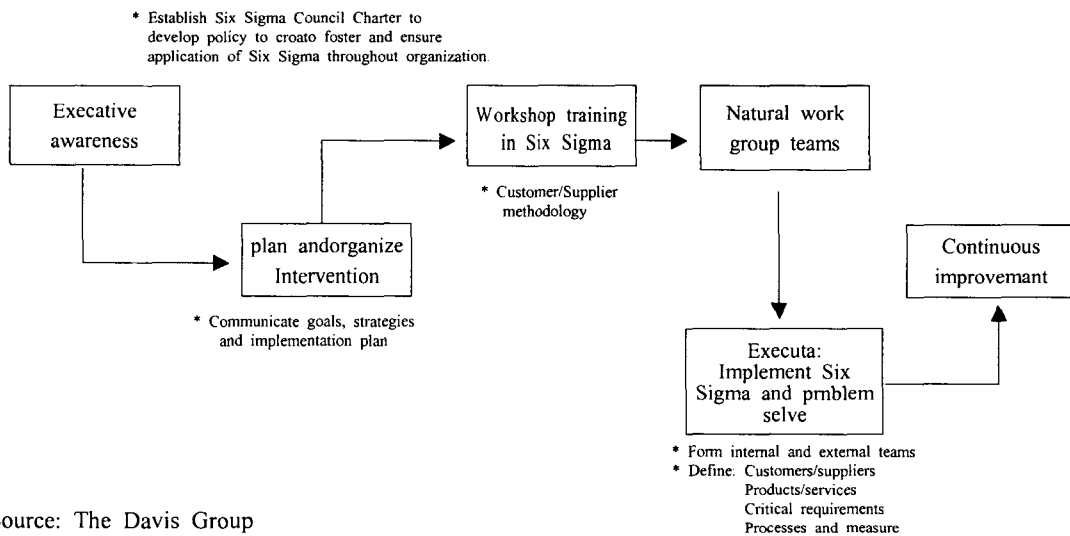 * Establish Six Sigma Council Charter to
develop policy to croato foster and ensure
application of Six Sigma throughout organization.
Executive
awareness
Workshop training
in Six Sigma
Natural work
group teams
* Customer/Supplier
methodology
plan andorganize
Intervention
Continuous
improvemant
* Communicate goals, strategies
and implementation plan
Executa:
Implement Six
Sigma and pmblem
selve
* Form internal and external teams
* Define: Customers/suppliers
Products/services
Critical requirements
Processes and measure
ource: The Davis Group